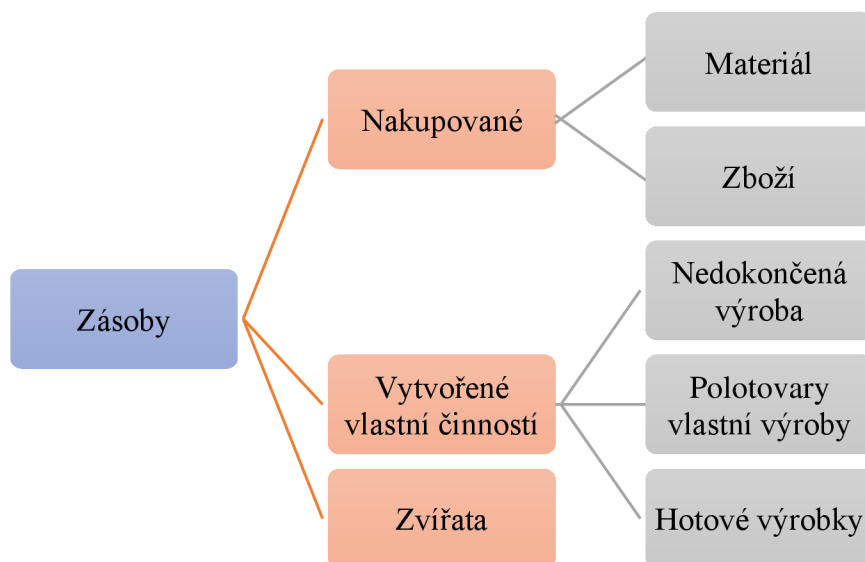 Zásoby
Nakupované
Materiál
Zboží
Vytvořené
vlastní činností
Nedokončená
výroba
Polotovary
vlastní výroby
Hotové výrobky
Zvířata